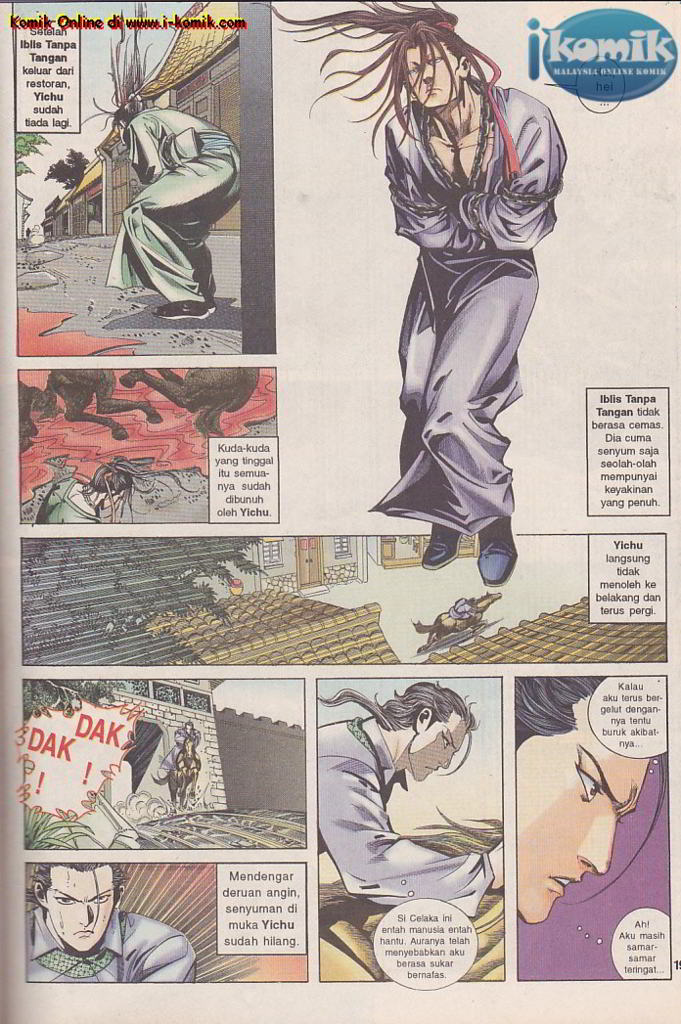 Komik Online di www.i-komik.com
Setelah
Iblis Tanpa
Tangan
keluar dari
restoran,
Yichu
sudah
tiada lagi.
ikomik
MALAYSIA ONLINE KOMIK
hei
...
Kuda-kuda
yang tinggal
itu semua-
nya sudah
dibunuh
oleh Yichu.
Iblis Tanpa
Tangan tidak
berasa cemas.
Dia cuma
senyum saja
seolah-olah
mempunyai
keyakinan
yang penuh.
Yichu
langsung
tidak
menoleh ke
belakang dan
terus pergi.
DAK
DAK !
!
Mendengar
deruan angin,
senyuman di
muka Yichu
sudah hilang.
Si Celaka ini
entah manusia entah
hantu. Auranya telah
menyebabkan aku
berasa sukar
bernafas.
Kalau
aku terus ber-
gelut dengan-
nya tentu
buruk akibat-
nya...
Ah!
Aku masih
samar-
samar
teringat...